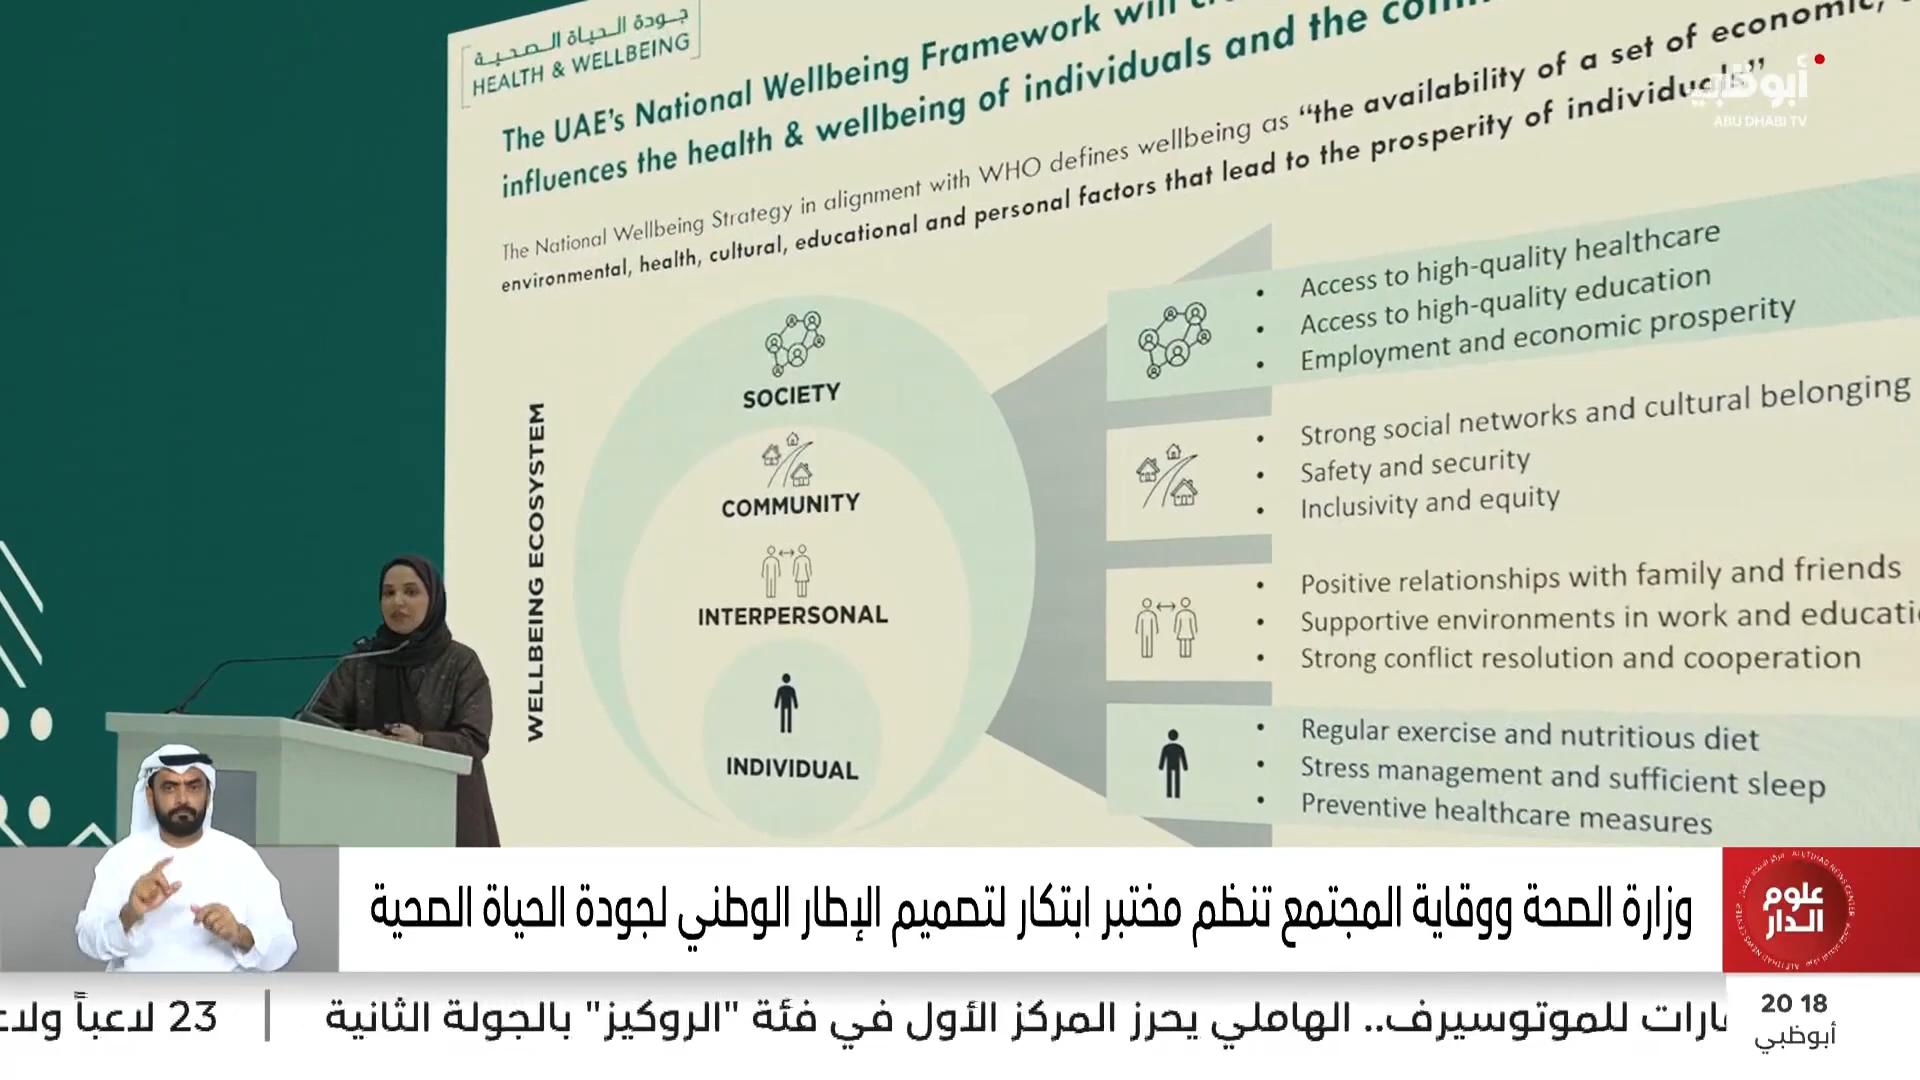 جودة الحياة الصحية
HEALTH & WELLBEING
The UAE's National Wellbeing Framework will
influences the health & wellbeing of individuals and the
The National Wellbeing Strategy in alignment with WHO defines wellbeing as "the availability of a set of economic,
environmental, health, cultural, educational and personal factors that lead to the prosperity of individuals"
أبوظبي
ABU DHABI TV
WELLBEING ECOSYSTEM
SOCIETY
COMMUNITY
INTERPERSONAL
INDIVIDUAL
• Access to high-quality healthcare
• Access to high-quality education
• Employment and economic prosperity
• Strong social networks and cultural belonging
• Safety and security
• Inclusivity and equity
• Positive relationships with family and friends
• Supportive environments in work and
• Strong conflict resolution and cooperation
• Regular exercise and nutritious diet
• Stress management and sufficient sleep
• Preventive healthcare measures
وزارة الصحة ووقاية المجتمع تنظم مختبر ابتكار لتصميم الإطار الوطني لجودة الحياة الصحية
علوم
الدار
للموتوسيرف.. الهاملي يحرز المركز الأول في فئة "الروكيز" بالجولة الثانية | 23 لاعباً
20 18
أبوظبي